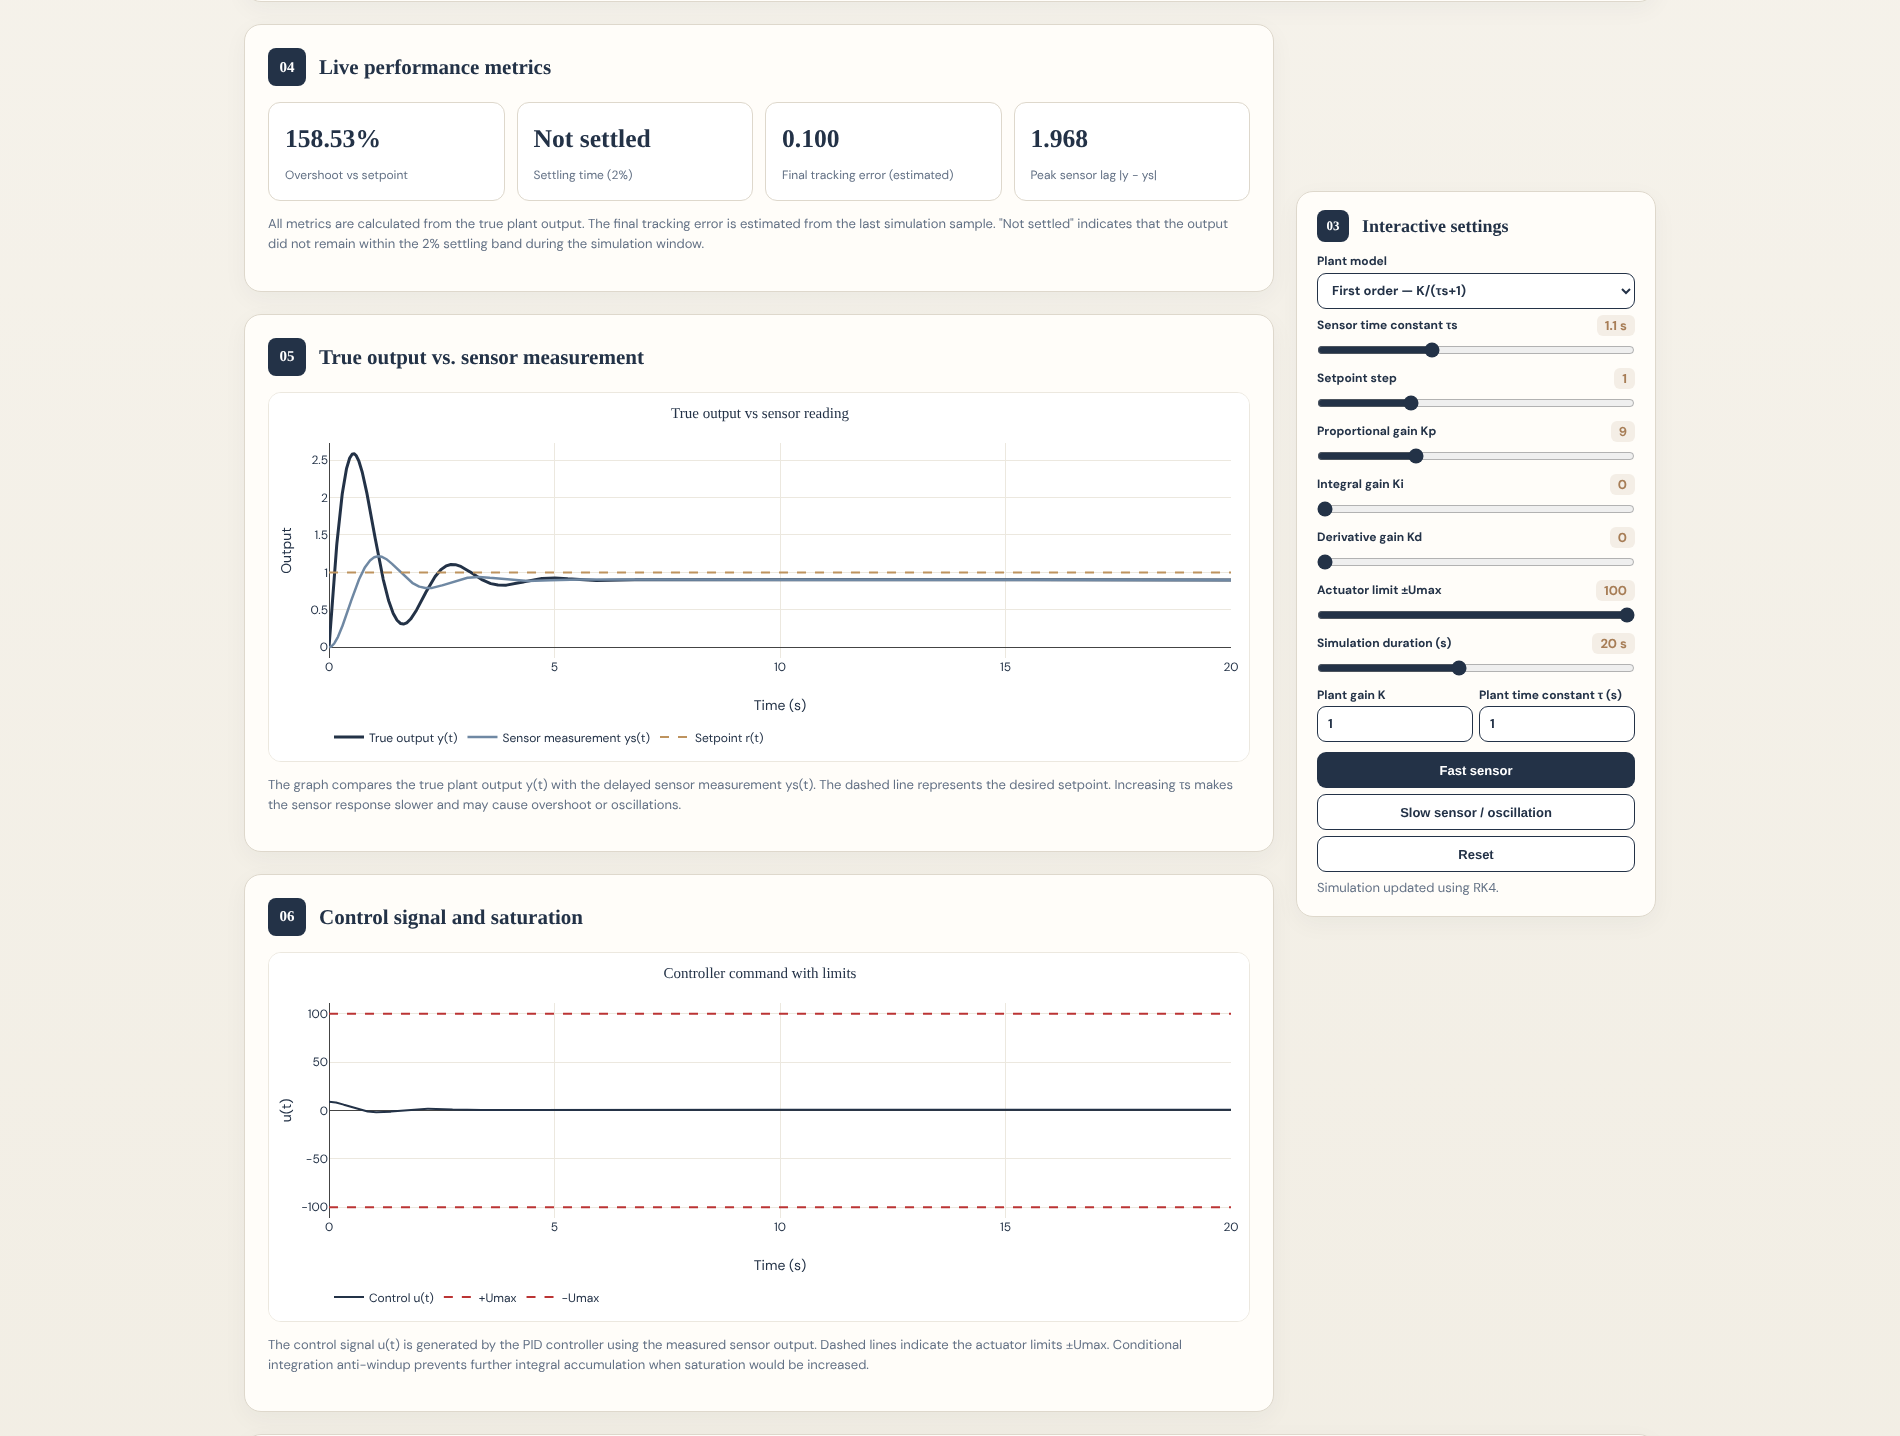 04
Live performance metrics
158.53%
Overshoot vs setpoint
Not settled
Settling time (2%)
0.100
Final tracking error (estimated)
1.968
Peak sensor lag |y - ys|
All metrics are calculated from the true plant output. The final tracking error is estimated from the last simulation sample. "Not settled" indicates that the output
did not remain within the 2% settling band during the simulation window.
05
True output vs. sensor measurement
True output vs sensor reading
2.5
2
1.5
1
0.5
0
Output
0
5
10
15
20
Time (s)
True output y(t)
Sensor measurement ys(t)
Setpoint r(t)
The graph compares the true plant output y(t) with the delayed sensor measurement ys(t). The dashed line represents the desired setpoint. Increasing τs makes
the sensor response slower and may cause overshoot or oscillations.
06
Control signal and saturation
Controller command with limits
100
50
0
−50
−100
u(t)
0
5
10
15
20
Time (s)
Control u(t)
+Umax
-Umax
The control signal u(t) is generated by the PID controller using the measured sensor output. Dashed lines indicate the actuator limits ±Umax. Conditional
integration anti-windup prevents further integral accumulation when saturation would be increased.
03
Interactive settings
Plant model
First order — K/(τs+1)
Sensor time constant τs
1.1 s
Setpoint step
1
Proportional gain Kp
9
Integral gain Ki
0
Derivative gain Kd
0
Actuator limit ±Umax
100
Simulation duration (s)
20 s
Plant gain K
Plant time constant τ (s)
1
1
Fast sensor
Slow sensor / oscillation
Reset
Simulation updated using RK4.